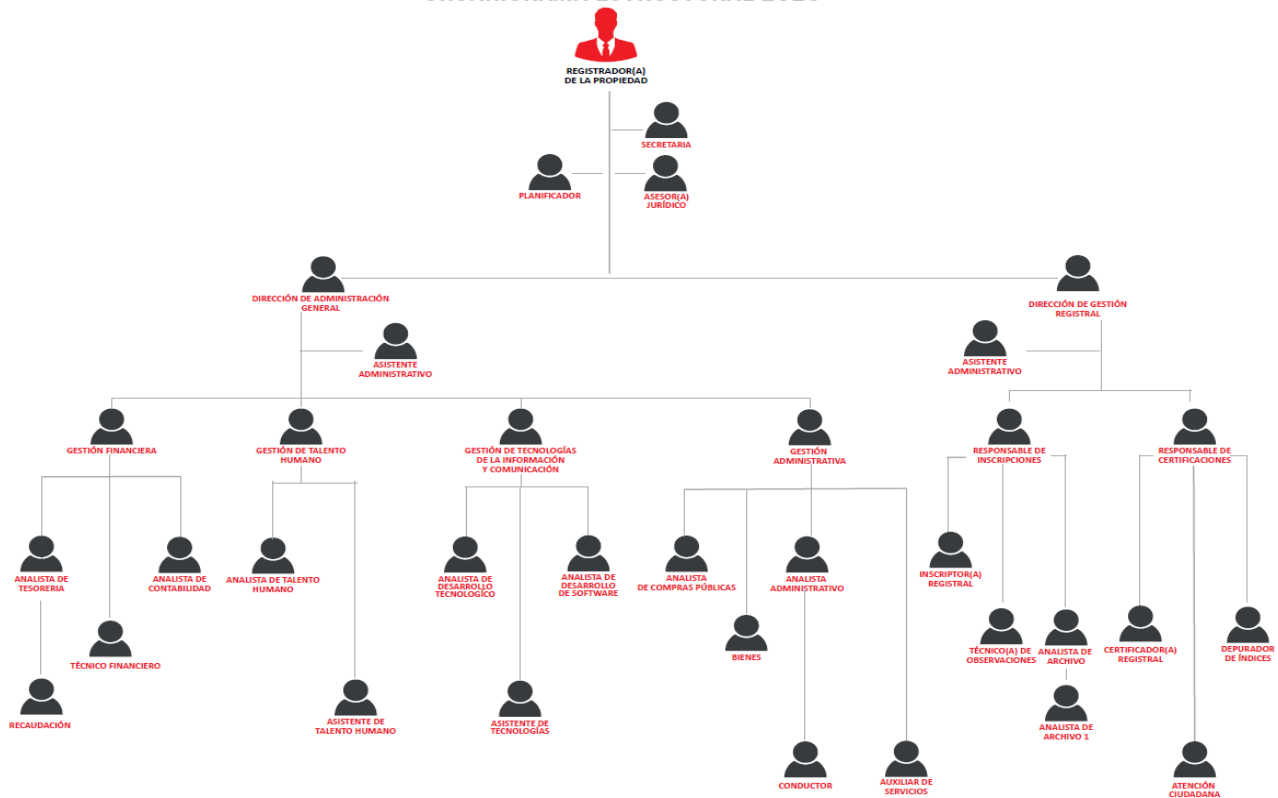 REGISTRADOR(A)
DE LA PROPIEDAD
SECRETARIA
PLANIFICADOR
ASESOR(A)
JURÍDICO
DIRECCIÓN DE ADMINISTRACIÓN
GENERAL
DIRECCIÓN DE GESTIÓN
REGISTRAL
ASISTENTE
ADMINISTRATIVO
ASISTENTE
ADMINISTRATIVO
GESTIÓN FINANCIERA
GESTIÓN DE TALENTO
HUMANO
GESTIÓN DE TECNOLOGÍAS
DE LA INFORMACIÓN
Y COMUNICACIÓN
GESTIÓN
ADMINISTRATIVA
RESPONSABLE DE
INSCRIPCIONES
RESPONSABLE DE
CERTIFICACIONES
ANALISTA DE
TESORERIA
ANALISTA DE
CONTABILIDAD
ANALISTA DE TALENTO
HUMANO
ANALISTA DE
DESARROLLO
TECNOLOGÍCO
ANALISTA DE
DESARROLLO
DE SOFTWARE
ANALISTA
DE COMPRAS PÚBLICAS
ANALISTA
ADMINISTRATIVO
INSCRIPTOR(A)
REGISTRAL
TÉCNICO FINANCIERO
BIENES
TÉCNICO(A) DE
OBSERVACIONES
ANALISTA DE
ARCHIVO
CERTIFICADOR(A)
REGISTRAL
DEPURADOR
DE ÍNDICES
RECAUDACIÓN
ASISTENTE DE
TALENTO HUMANO
ASISTENTE DE
TECNOLOGÍAS
ANALISTA DE
ARCHIVO 1
CONDUCTOR
AUXILIAR DE
SERVICIOS
ATENCIÓN
CIUDADANA